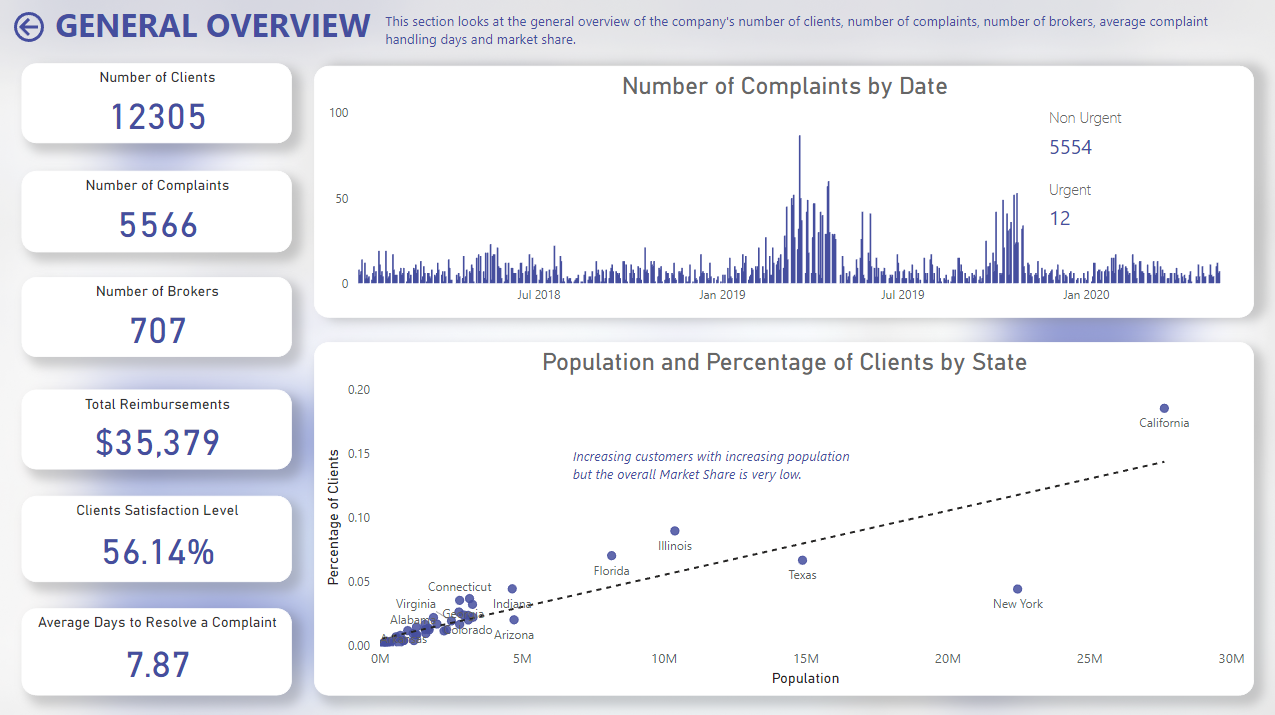 GENERAL OVERVIEW
This section looks at the general overview of the company's number of clients, number of complaints, number of brokers, average complaint
handling days and market share.
Number of Clients
12305
Number of Complaints
5566
Number of Brokers
707
Total Reimbursements
$35,379
Clients Satisfaction Level
56.14%
Average Days to Resolve a Complaint
7.87
Number of Complaints by Date
100
50
0
Jul 2018
Jan 2019
Jul 2019
Jan 2020
Non Urgent
5554
Urgent
12
Population and Percentage of Clients by State
Percentage of Clients
0.20
0.15
0.10
0.05
0.00
Increasing customers with increasing population
but the overall Market Share is very low.
California
Illinois
Florida
Texas
New York
Connecticut
Virginia
Indiana
Alabama
Colorado
Arizona
0M
5M
10M
15M
20M
25M
30M
Population